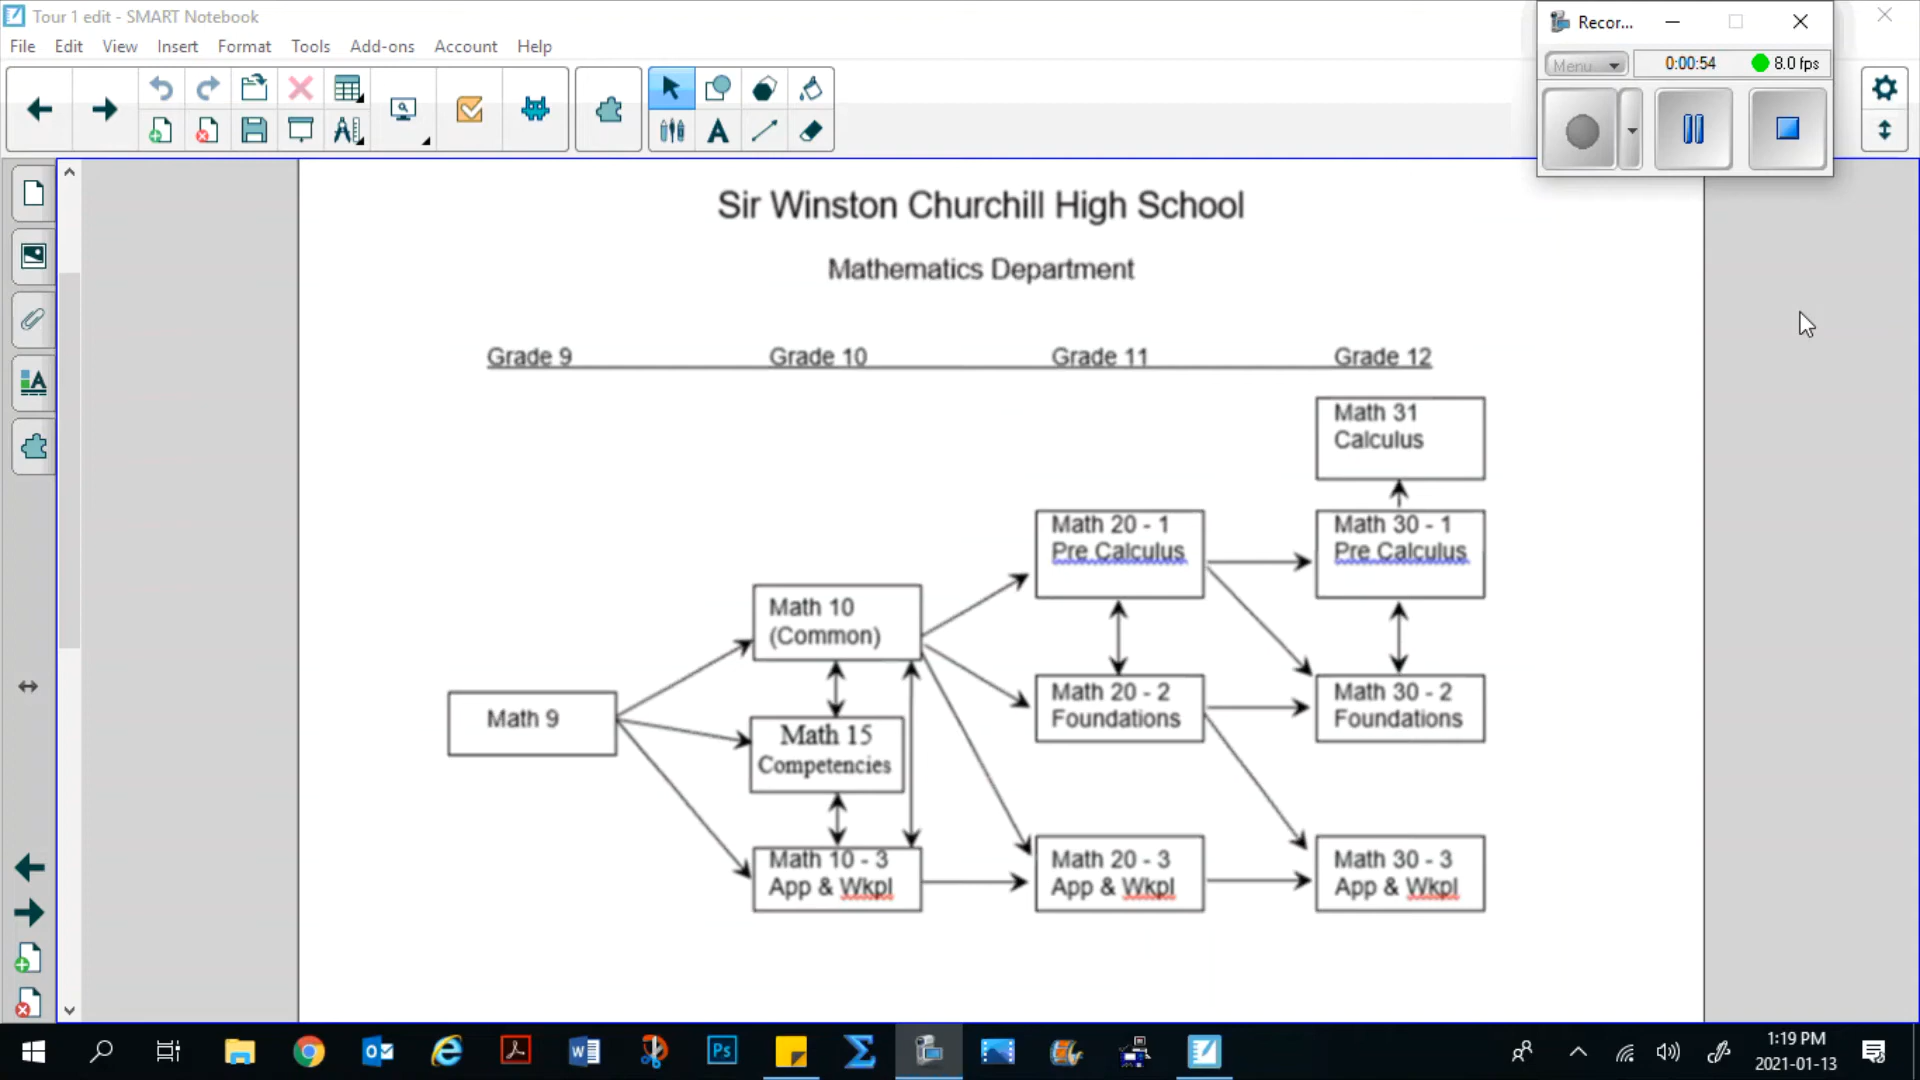 Tour 1 edit - SMART Notebook
File Edit View Insert Format Tools Add-ons Account Help
Recor...
Menu 0:00:54 8.0 fps
Sir Winston Churchill High School
Mathematics Department
Grade 9 Grade 10 Grade 11 Grade 12
Math 31
Calculus
Math 20 - 1
Pre Calculus
Math 30 - 1
Pre Calculus
Math 10
(Common)
Math 9
Math 15
Competencies
Math 20 - 2
Foundations
Math 30 - 2
Foundations
Math 10 - 3
App & Wkpl
Math 20 - 3
App & Wkpl
Math 30 - 3
App & Wkpl
1:19 PM
2021-01-13